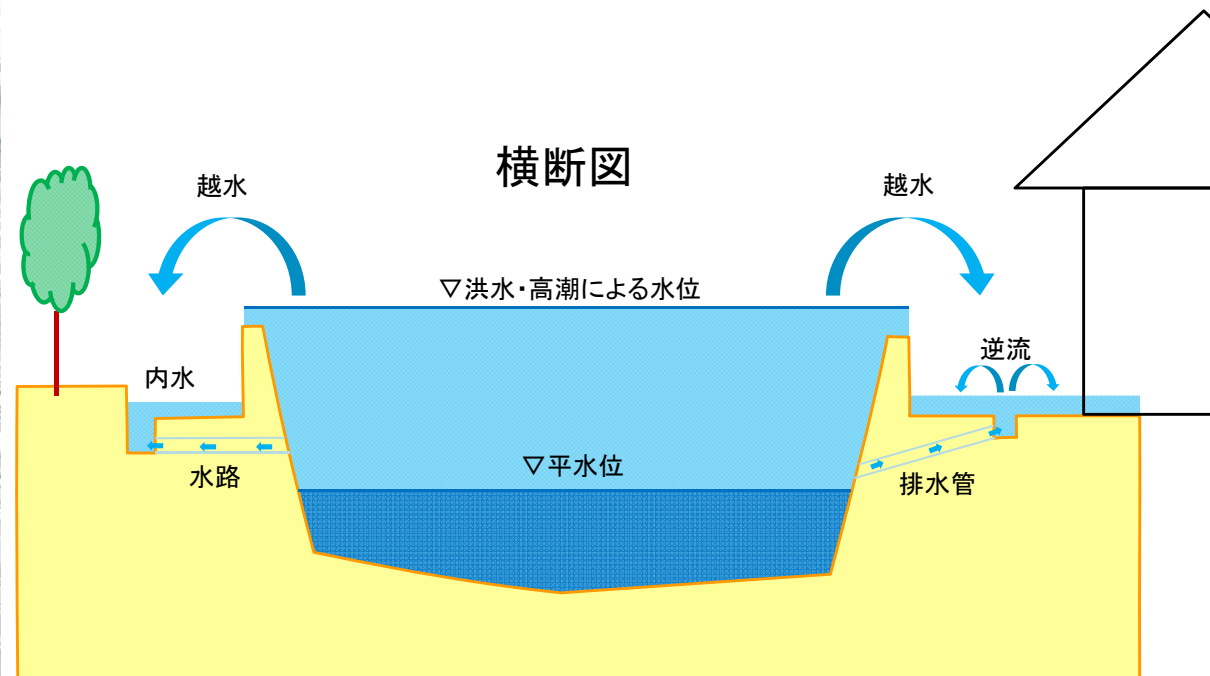 横断図
越水
越水
▽洪水・高潮による水位
逆流
内水
▽平水位
水路
排水管